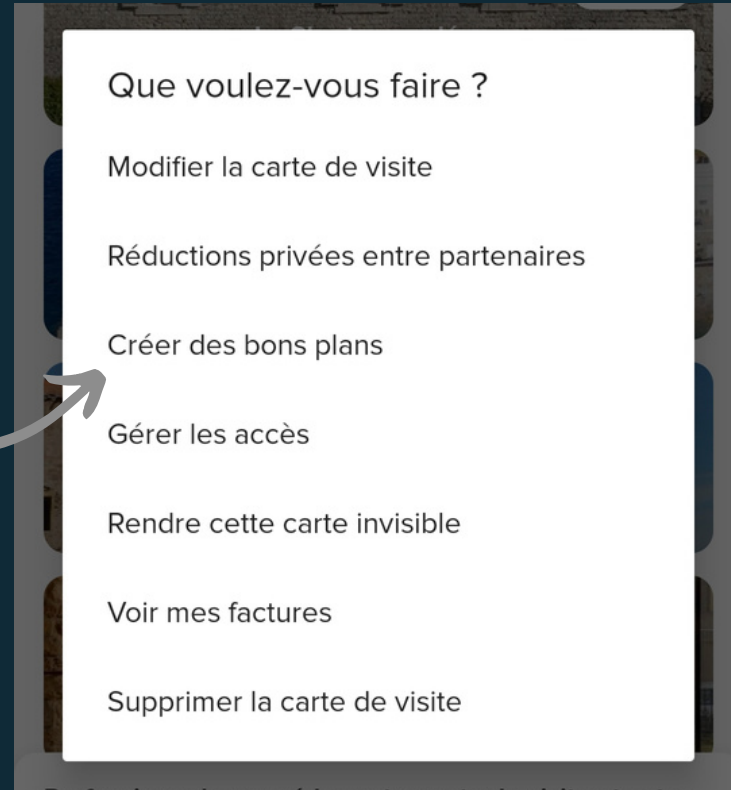 Que voulez-vous faire ?
Modifier la carte de visite
Réductions privées entre partenaires
Créer des bons plans
Gérer les accès
Rendre cette carte invisible
Voir mes factures
Supprimer la carte de visite